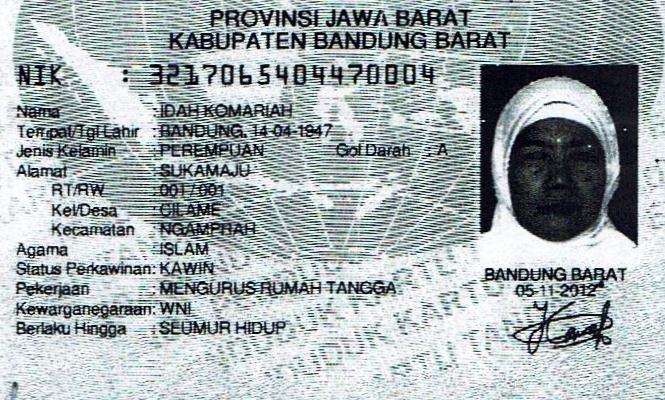 PROVINSI JAWA BARAT
KABUPATEN BANDUNG BARAT
NIK : 3217065404470004
Nama : IDAH KOMARIAH
Tempat/Tgl Lahir : BANDUNG, 14-04-1947
Jenis Kelamin : PEREMPUAN Gol Darah : A
Alamat : SUKAMAJU
RT/RW : 001/001
Kel/Desa : CILAME
Kecamatan : NGAMPRAH
Agama : ISLAM
Status Perkawinan: KAWIN
Pekerjaan : MENGURUS RUMAH TANGGA
Kewarganegaraan: WNI
Berlaku Hingga : SEUMUR HIDUP
BANDUNG BARAT
05-11-2012